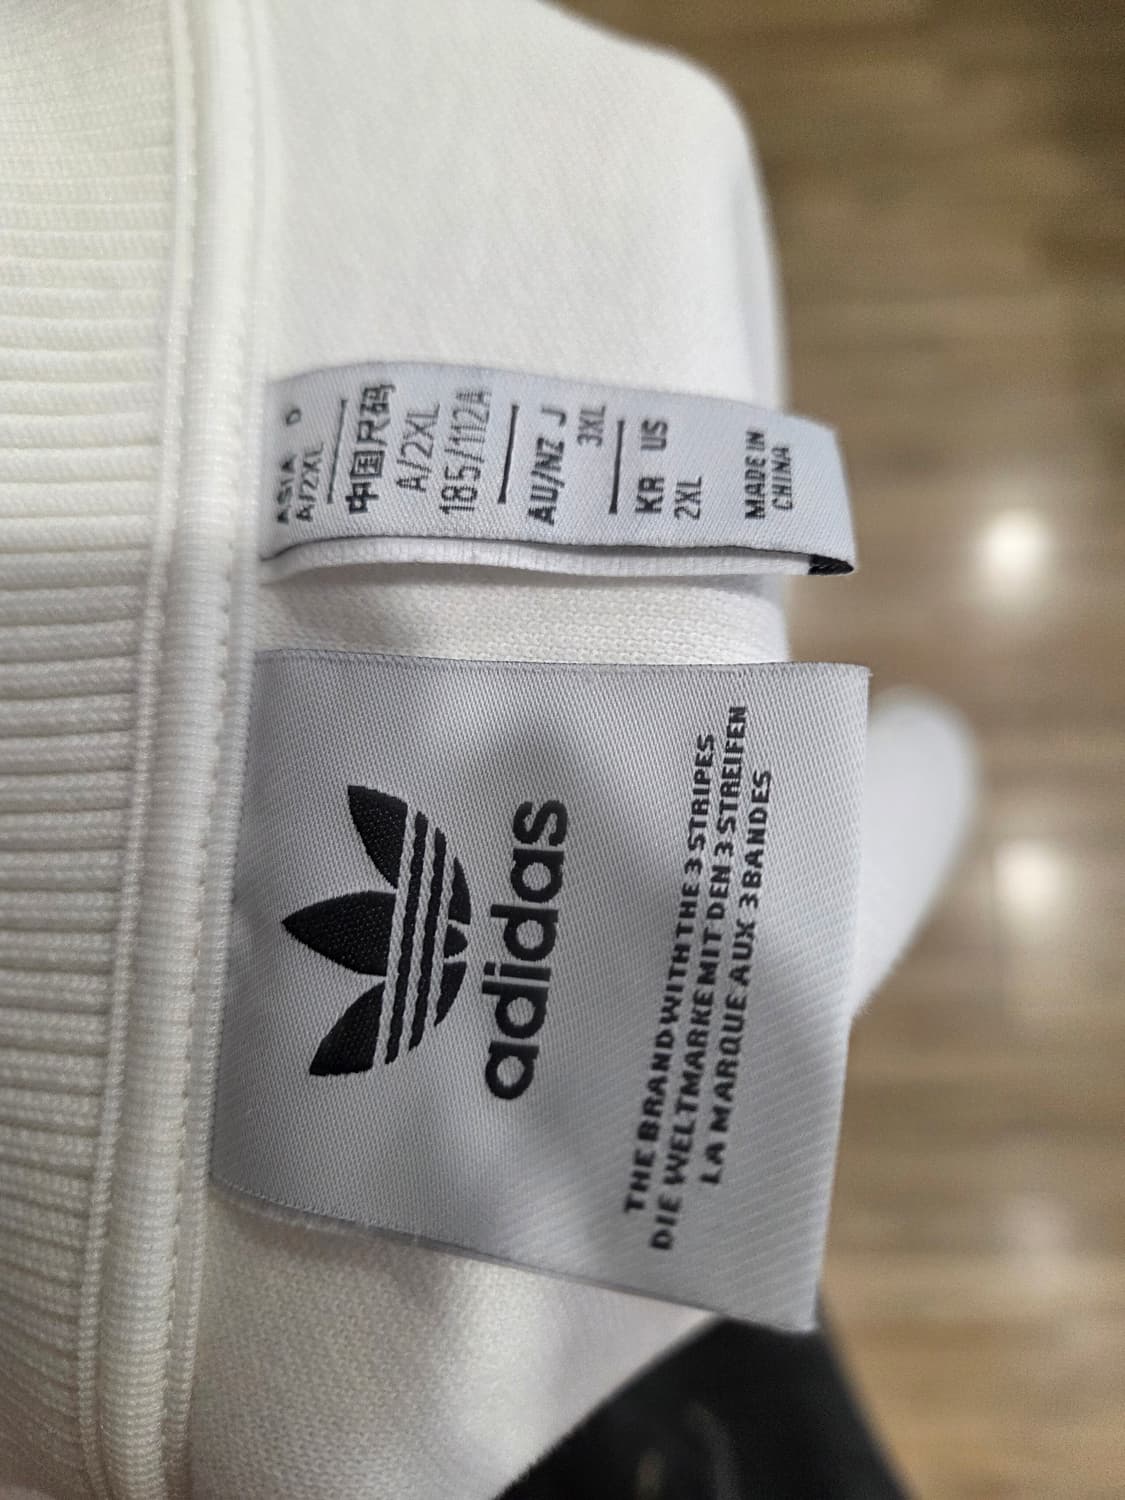 ASIA D
A/2XL
中国尺码
A/2XL
185/112A
AU/NZ J
3XL
KR US
2XL
MADE IN
CHINA
adidas
THE BRAND WITH THE 3 STRIPES
DIE WELTMARKE MIT DEN 3 STREIFEN
LA MARQUE AUX 3 BANDES